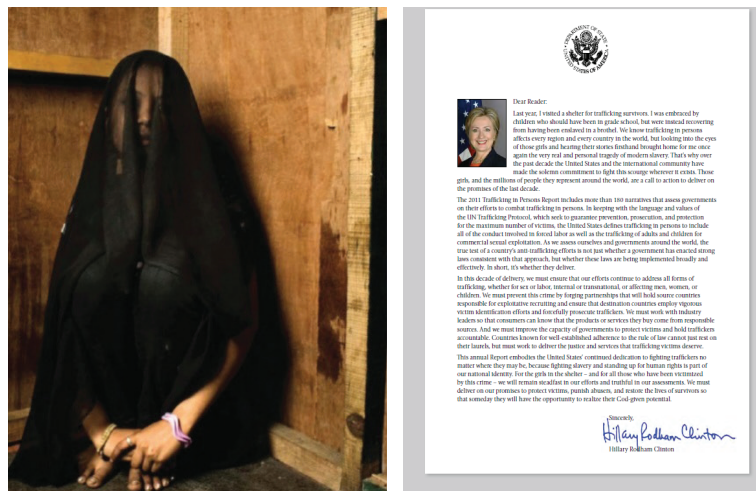 DEPARTMENT OF STATE
UNITED STATES OF AMERICA
Dear Reader:
Last year, I visited a shelter for trafficking survivors. I was embraced by
children who should have been in grade school, but were instead recovering
from having been enslaved in a brothel. We know trafficking in persons
affects every region and every country in the world, but looking into the eyes
of those girls and hearing their stories firsthand brought home for me once
again the very real and personal tragedy of modern slavery. That's why over
the past decade the United States and the international community have
made the solemn commitment to fight this scourge wherever it exists. Those
girls, and the millions of people they represent around the world, are a call to action to deliver on
the promises of the last decade.
The 2011 Trafficking in Persons Report includes more than 180 narratives that assess governments
on their efforts to combat trafficking in persons. In keeping with the language and values of
the UN Trafficking Protocol, which seek to guarantee prevention, prosecution, and protection
for the maximum number of victims, the United States defines trafficking in persons to include
all of the conduct involved in forced labor as well as the trafficking of adults and children for
commercial sexual exploitation. As we assess ourselves and governments around the world, the
true test of a country's anti-trafficking efforts is not just whether a government has enacted strong
laws consistent with that approach, but whether these laws are being implemented broadly and
effectively. In short, it's whether they deliver.
In this decade of delivery, we must ensure that our efforts continue to address all forms of
trafficking, whether for sex or labor, internal or transnational, or affecting men, women, or
children. We must prevent this crime by forging partnerships that will hold source countries
responsible for exploitative recruiting and ensure that destination countries employ vigorous
victim identification efforts and forcefully prosecute traffickers. We must work with industry
leaders so that consumers can know that the products or services they buy come from responsible
sources. And we must improve the capacity of governments to protect victims and hold traffickers
accountable. Countries known for well-established adherence to the rule of law cannot just rest on
their laurels, but must work to deliver the justice and services that trafficking victims deserve.
This annual Report embodies the United States' continued dedication to fighting traffickers no
matter where they may be, because fighting slavery and standing up for human rights is part of
our national identity. For the girls in the shelter – and for all those who have been victimized
by this crime – we will remain steadfast in our efforts and truthful in our assessments. We must
deliver on our promises to protect victims, punish abusers, and restore the lives of survivors so
that someday they will have the opportunity to realize their God-given potential.
Sincerely,
Hillary Rodham Clinton
Hillary Rodham Clinton